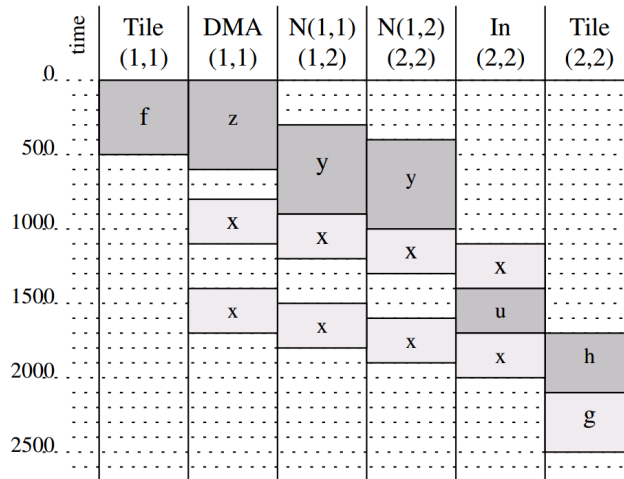 time
Tile DMA N(1,1) N(1,2) In Tile
(1,1) (1,1) (1,2) (2,2) (2,2) (2,2)
0
f z
y y
500
1000
x x x x
1500
x x x u
x
h
2000
g
2500